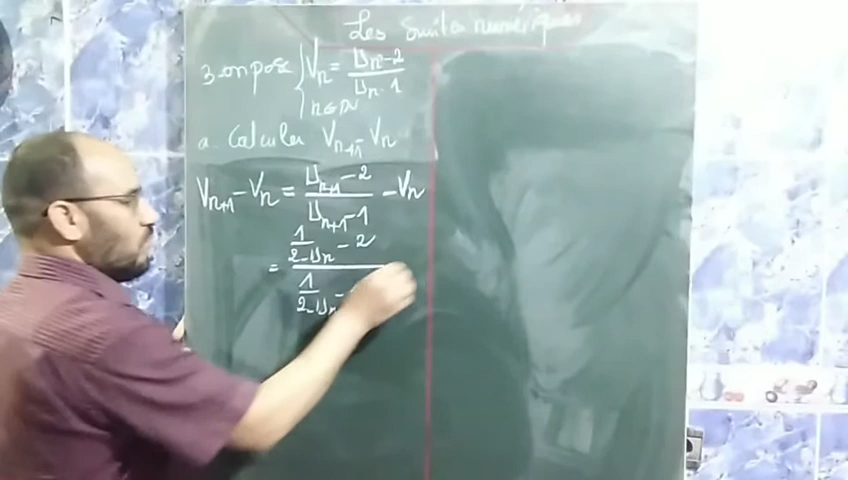 Les Suites numériques
3. on pose { Vn = (Un - 2) / (Un - 1)
n ∈ IN
a. Calculer Vn+1 - Vn
Vn+1 - Vn = (Un+1 - 2) / (Un+1 - 1) - Vn
= (1/(2 - Un) - 2) / (1/(2 - Un) -